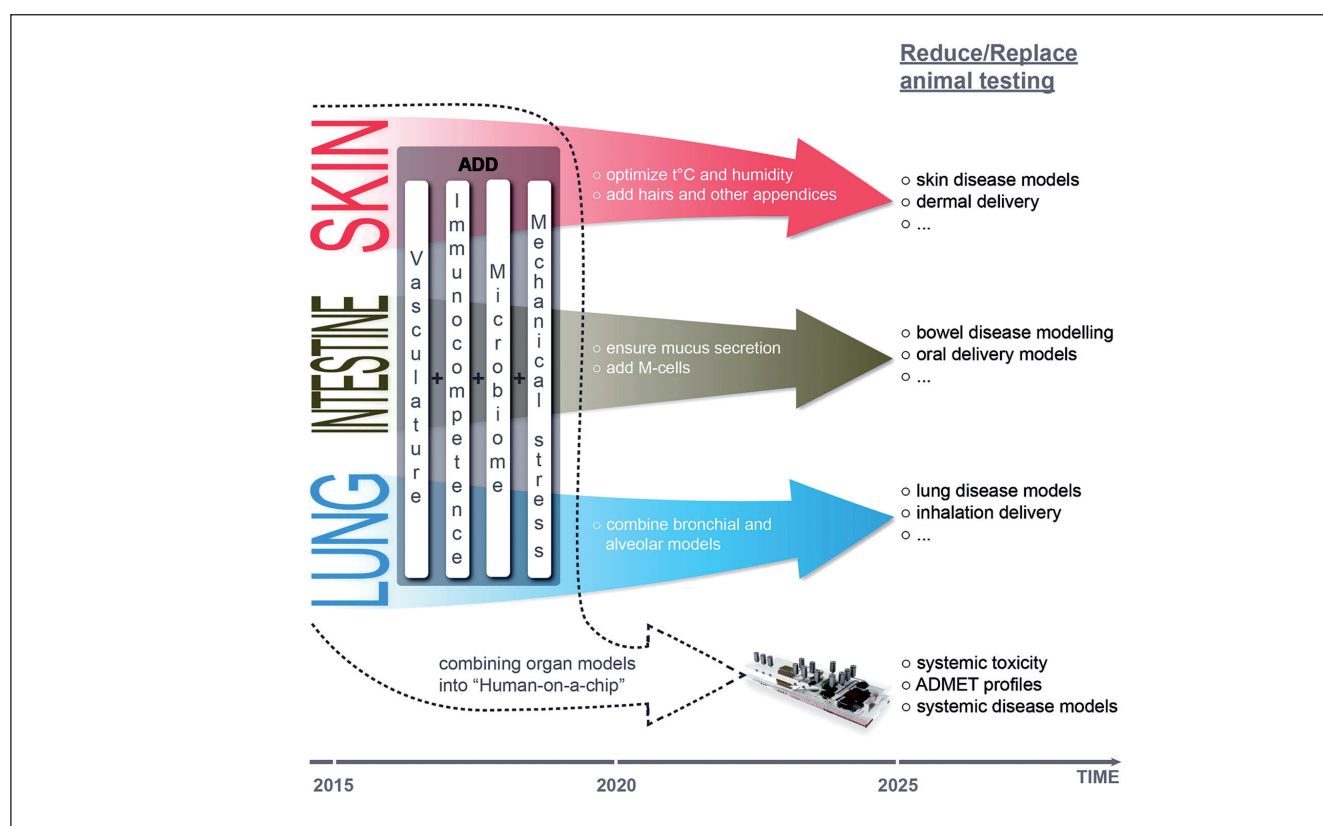 Reduce/Replace
animal testing
SKIN
ADD
Vasculature
+
Immunocompetence
+
Microbiome
+
Mechanical stress
○ optimize t°C and humidity
○ add hairs and other appendices
○ skin disease models
○ dermal delivery
○ ...
INTESTINE
○ ensure mucus secretion
○ add M-cells
○ bowel disease modelling
○ oral delivery models
○ ...
LUNG
○ combine bronchial and
alveolar models
○ lung disease models
○ inhalation delivery
○ ...
combining organ models
into “Human-on-a-chip”
○ systemic toxicity
○ ADMET profiles
○ systemic disease models
2015
2020
2025
TIME